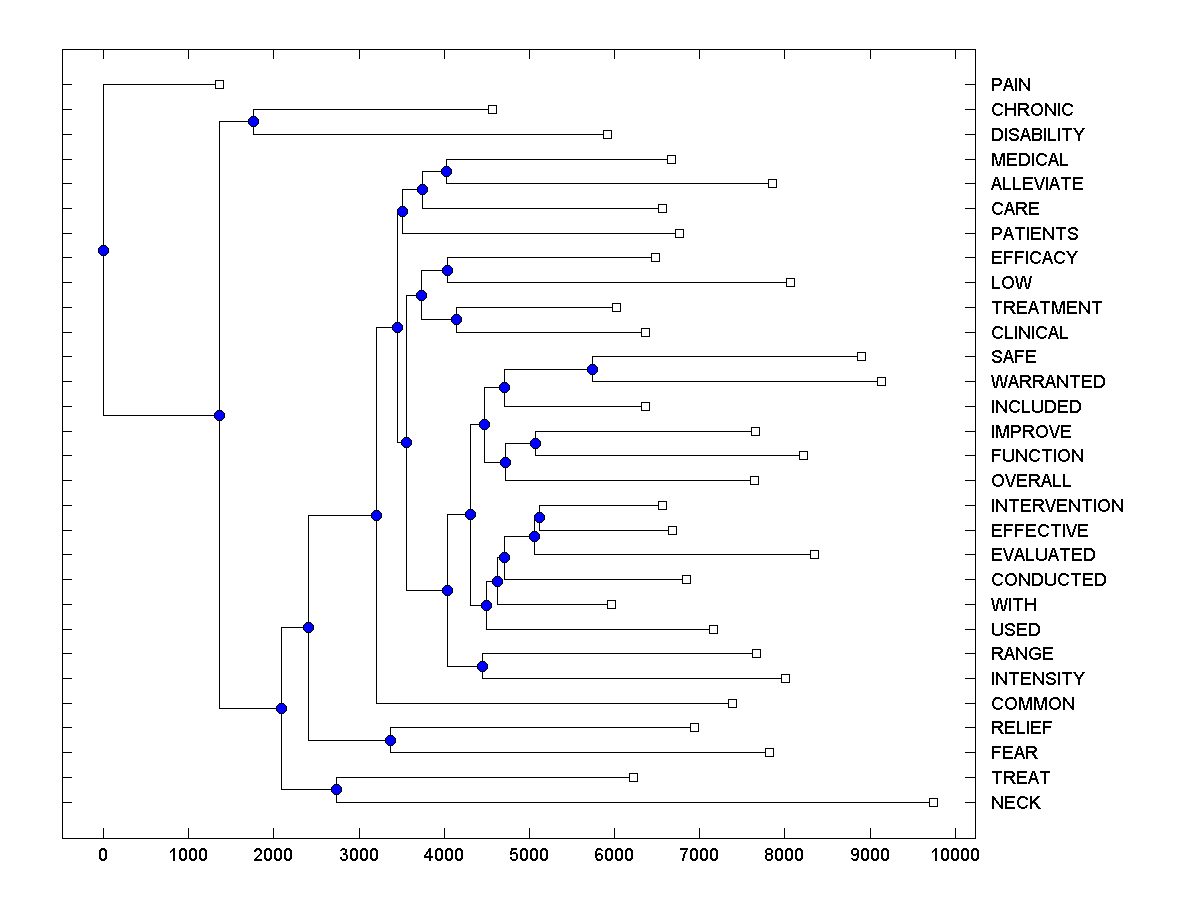 PAIN
CHRONIC
DISABILITY
MEDICAL
ALLEVIATE
CARE
PATIENTS
EFFICACY
LOW
TREATMENT
CLINICAL
SAFE
WARRANTED
INCLUDED
IMPROVE
FUNCTION
OVERALL
INTERVENTION
EFFECTIVE
EVALUATED
CONDUCTED
WITH
USED
RANGE
INTENSITY
COMMON
RELIEF
FEAR
TREAT
NECK
0 1000 2000 3000 4000 5000 6000 7000 8000 9000 10000